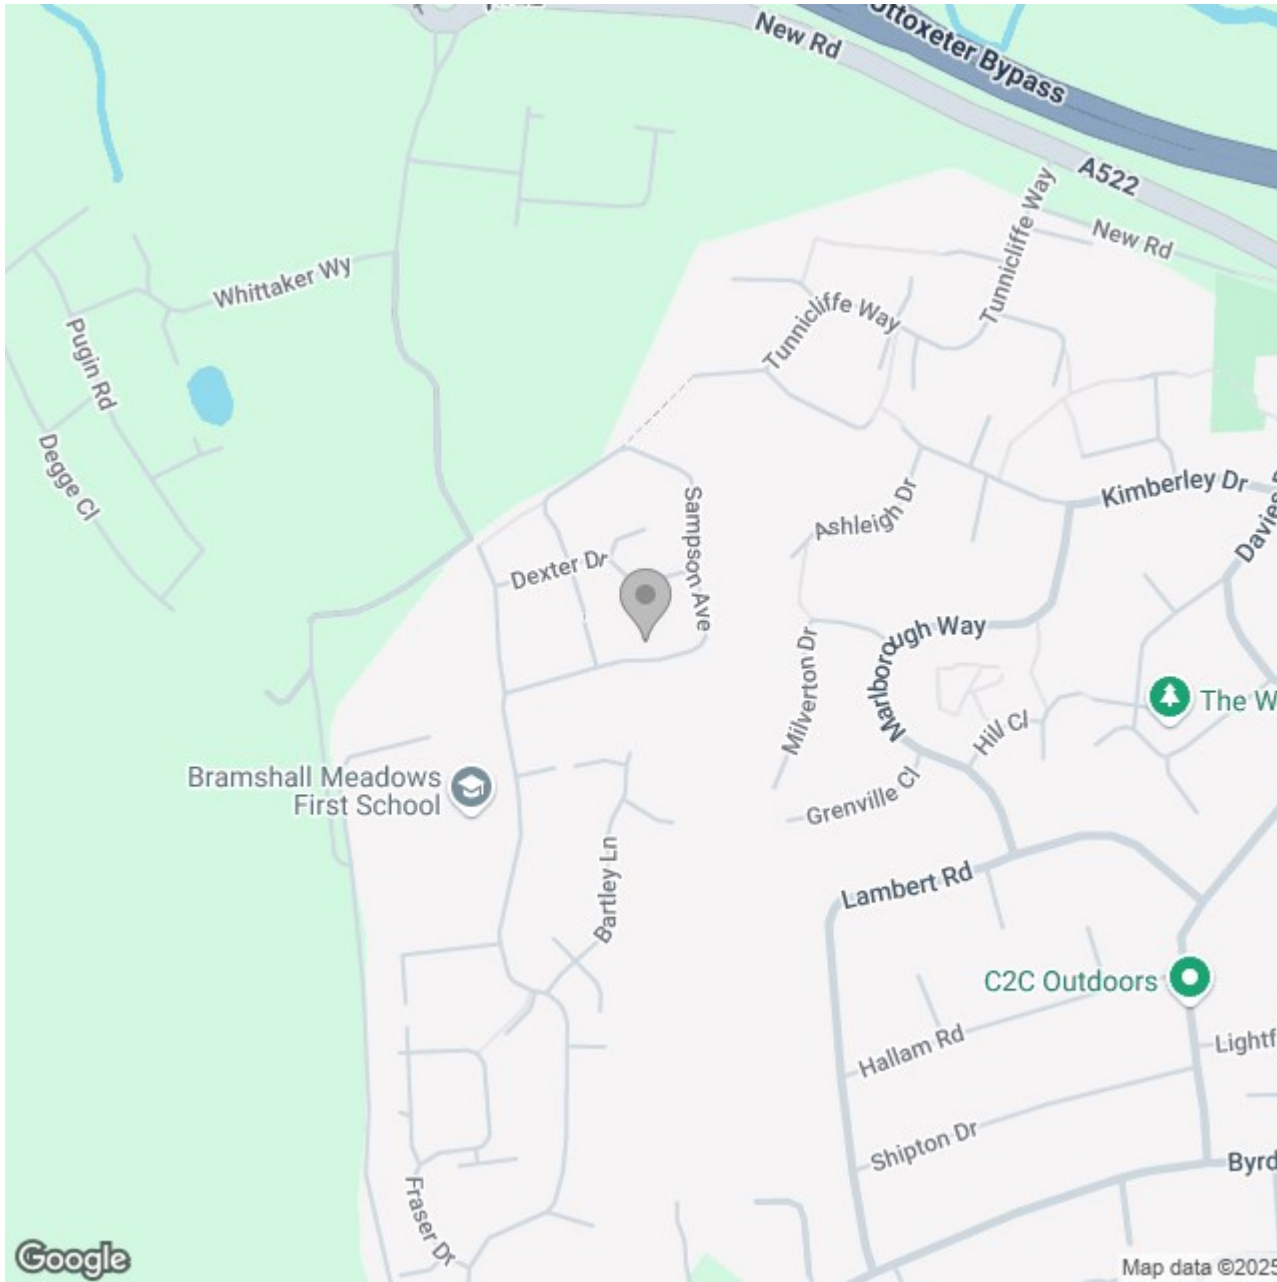 New Rd
ttoxeter Bypass
A522
Tunnicliffe Way
New Rd
Whittaker Wy
Tunnicliffe Way
Pugin Rd
Degge Cl
Kimberley Dr
Ashleigh Dr
Sampson Ave
Dexter Dr
Marlborough Way
Milverton Dr
The W
Hill Cl
Bramshall Meadows
First School
Grenville Cl
Bartley Ln
Lambert Rd
C2C Outdoors
Hallam Rd
Lightf
Shipton Dr
Byrd
Fraser Dr
Google
Map data ©2025